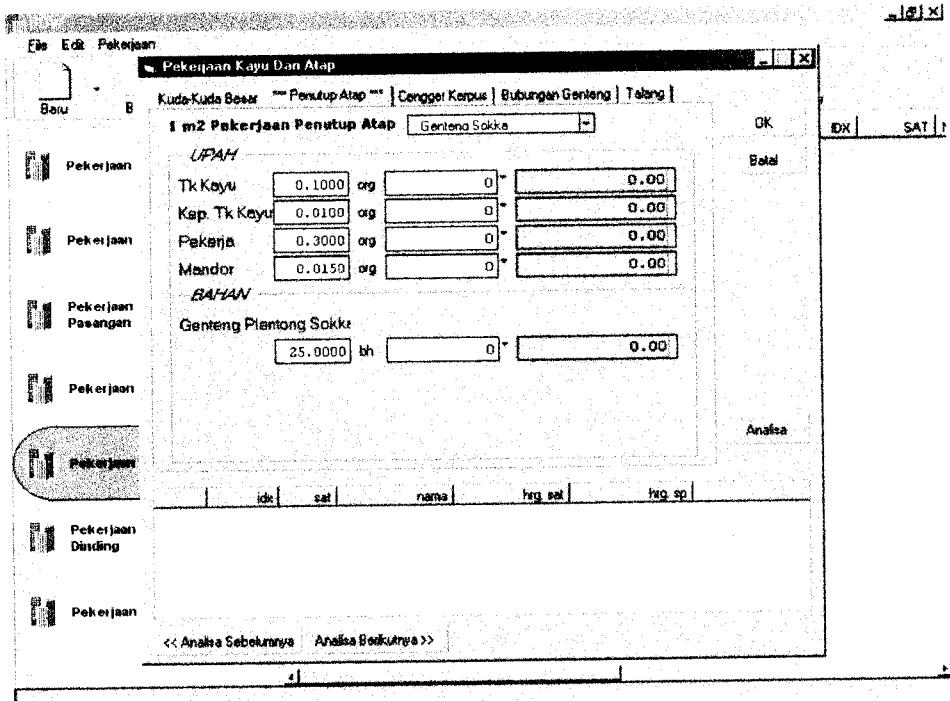 File Edit Pekerjaan
Pekerjaan Kayu Dan Atap
Baru B
Kuda-Kuda Besar *** Penutup Atap *** Cengger Kerpus Bubungan Genteng Talang
1 m2 Pekerjaan Penutup Atap Genteng Sokka OK
IDX SAT
UPAH Batal
Pekerjaan
Tk Kayu 0.1000 org 0 0.00
Kep. Tk Kayu 0.0100 org 0 0.00
Pekerjaan
Pekerja 0.3000 org 0 0.00
Mandor 0.0150 org 0 0.00
BAHAN
Pekerjaan
Pasangan
Genteng Plentong Sokka
25.0000 bh 0 0.00
Pekerjaan
Analisa
Pekerjaan
idx sat nama hrg. sat hrg. sp
Pekerjaan
Dinding
Pekerjaan
<< Analisa Sebelumnya Analisa Berikutnya >>